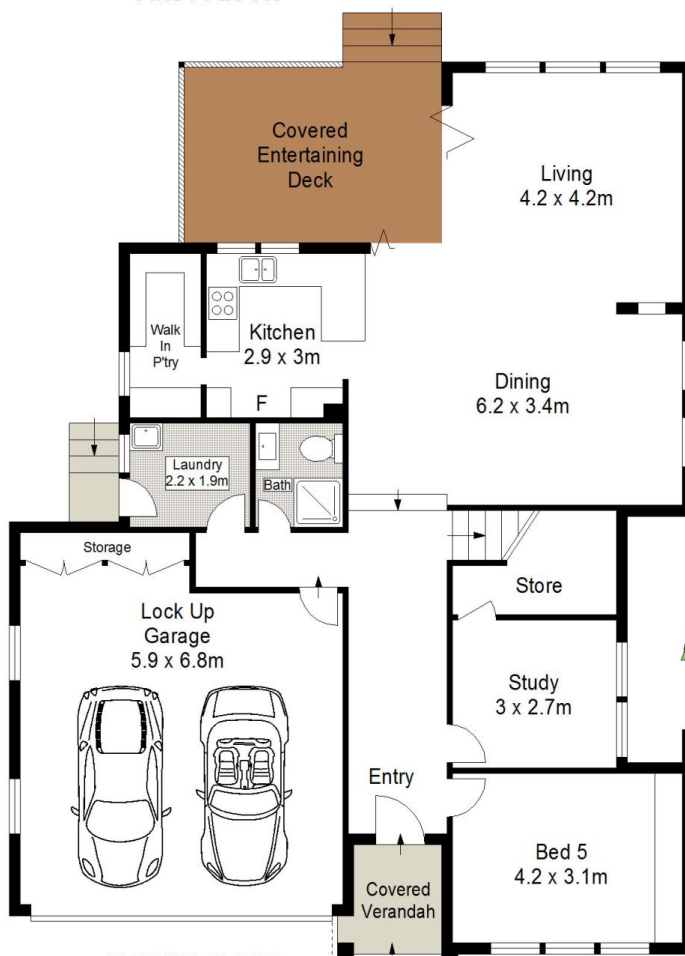 Covered
Entertaining
Deck
Living
4.2 x 4.2m
Walk
In
P'try
Kitchen
2.9 x 3m
F
Dining
6.2 x 3.4m
Laundry
2.2 x 1.9m
Bath
Storage
Store
Lock Up
Garage
5.9 x 6.8m
Study
3 x 2.7m
Entry
Bed 5
4.2 x 3.1m
Covered
Verandah